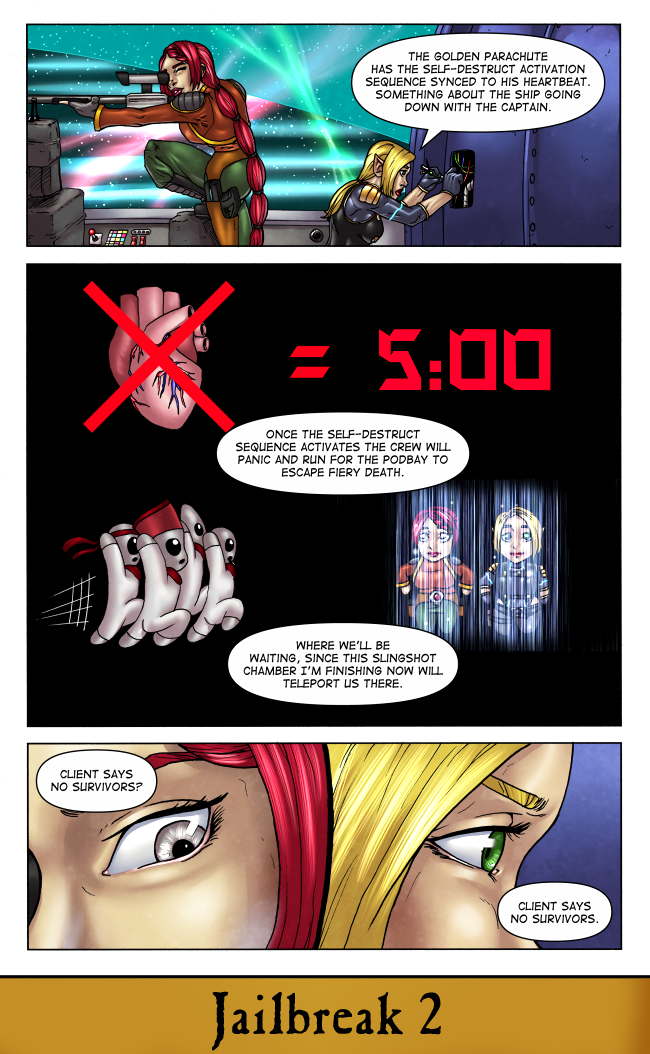 THE GOLDEN PARACHUTE
HAS THE SELF-DESTRUCT ACTIVATION
SEQUENCE SYNCED TO HIS HEARTBEAT.
SOMETHING ABOUT THE SHIP GOING
DOWN WITH THE CAPTAIN.
= 5:00
ONCE THE SELF-DESTRUCT
SEQUENCE ACTIVATES THE CREW WILL
PANIC AND RUN FOR THE PODBAY TO
ESCAPE FIERY DEATH.
WHERE WE'LL BE
WAITING, SINCE THIS SLINGSHOT
CHAMBER I'M FINISHING NOW WILL
TELEPORT US THERE.
CLIENT SAYS
NO SURVIVORS?
CLIENT SAYS
NO SURVIVORS.
Jailbreak 2